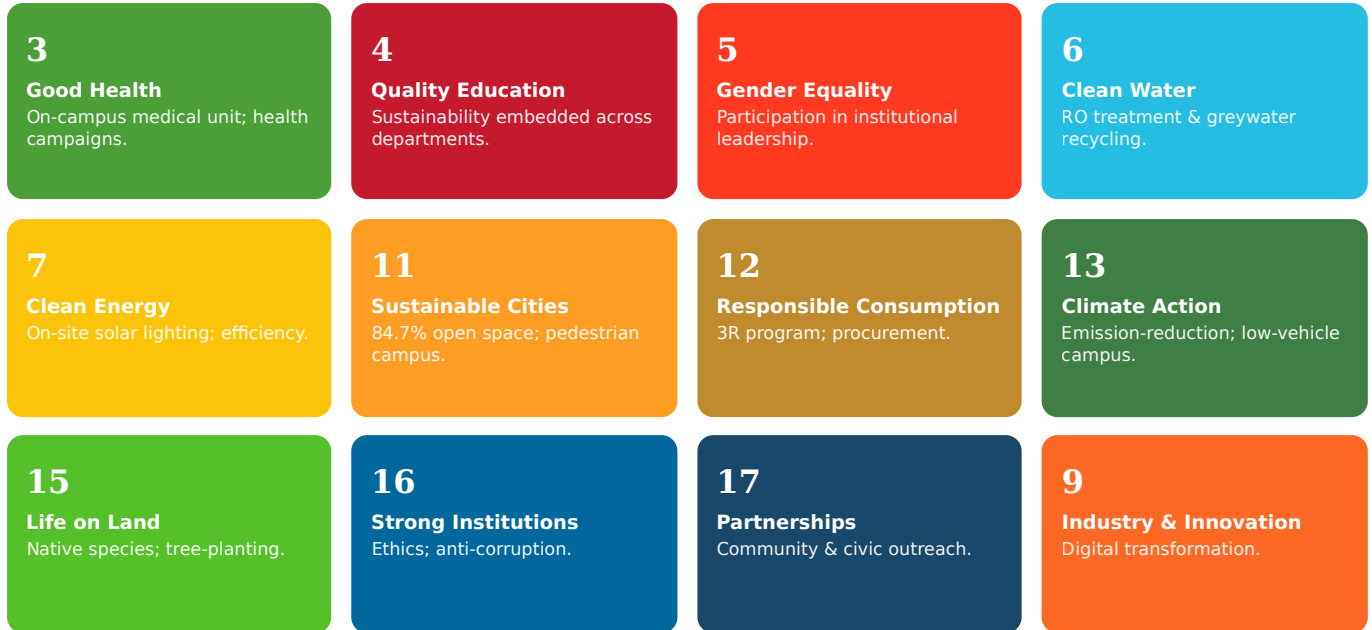 3
Good Health
On-campus medical unit; health
campaigns.
4
Quality Education
Sustainability embedded across
departments.
5
Gender Equality
Participation in institutional
leadership.
6
Clean Water
RO treatment & greywater
recycling.
7
Clean Energy
On-site solar lighting; efficiency.
11
Sustainable Cities
84.7% open space; pedestrian
campus.
12
Responsible Consumption
3R program; procurement.
13
Climate Action
Emission-reduction; low-vehicle
campus.
15
Life on Land
Native species; tree-planting.
16
Strong Institutions
Ethics; anti-corruption.
17
Partnerships
Community & civic outreach.
9
Industry & Innovation
Digital transformation.